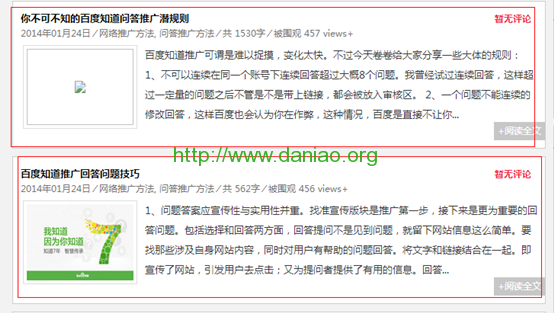 你不可不知的百度知道问答推广潜规则
暂无评论
2014年01月24日 / 网络推广方法, 问答推广方法 / 共 1530字 / 被围观 457 views+
百度知道推广可谓是难以捉摸，变化太快。不过今天卷卷给大家分享一些大体的规则：
1、不可以连续在同一个账号下连续回答超过大概8个问题。我曾经试过连续回答，这样超
过一定量的问题之后不管是不是带上链接，都会被放入审核区。 2、一个问题不能连续的
修改回答，这样百度也会认为你在作弊，这种情况，百度是直接不让你...
+阅读全文
http://www.daniao.org
百度知道推广回答问题技巧
暂无评论
2014年01月24日 / 网络推广方法, 问答推广方法 / 共 562字 / 被围观 456 views+
我知道
因为你知道
知道7年 智慧传承
1、问题答案应宣传性与实用性并重。找准宣传版块是推广第一步，接下来是更为重要的回
答问题。包括选择和回答两方面，回答提问不是见到问题，就留下网站信息这么简单。要
找那些涉及自身网站内容，同时对用户有帮助的问题回答。将文字和链接结合在一起。即
宣传了网站，引发用户去点击；又为提问者提供了有用的信息。回答...
+阅读全文